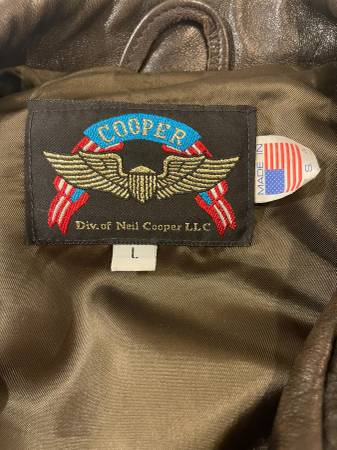 COOPER
Div. of Neil Cooper LLC
L
MADE IN
S.